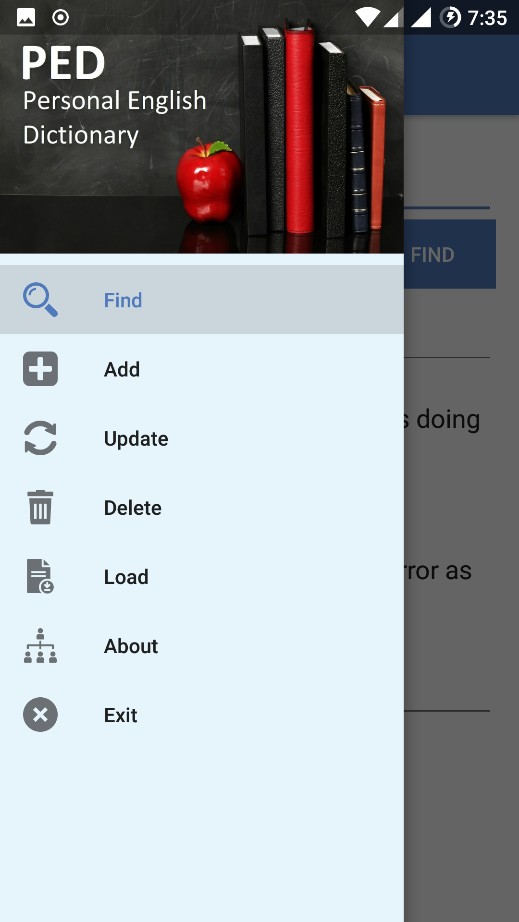 7:35
PED
Personal English
Dictionary
FIND
Find
Add
doing
Update
Delete
Load
rror as
About
Exit